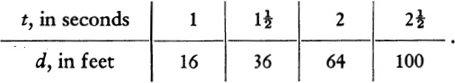 t, in seconds 1 1½ 2 2½
d, in feet 16 36 64 100 .